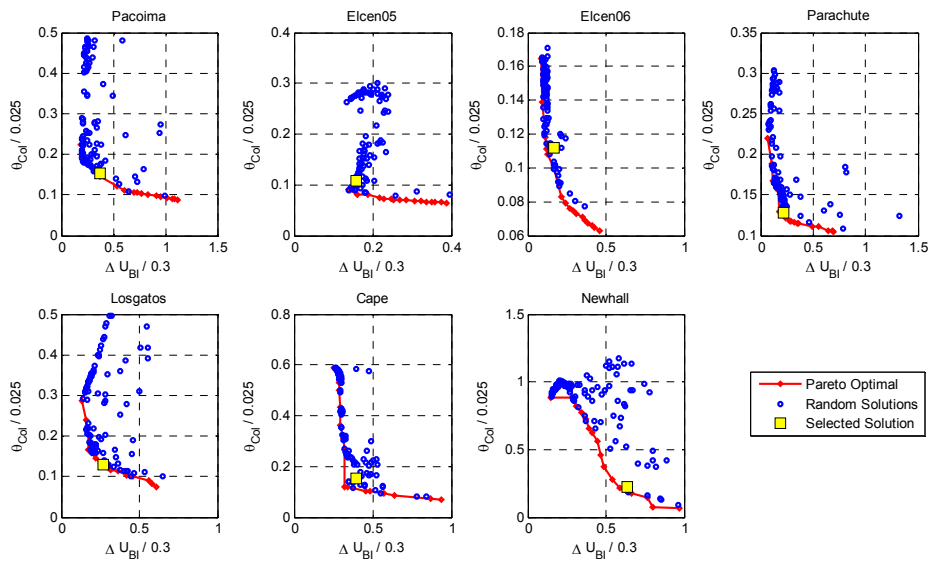 Pacoima
Elcen05
Elcen06
Parachute
0.5
0.4
0.3
0.2
0.1
0
θCol / 0.025
0
0.5
1
1.5
Δ UBI / 0.3
0.4
0.3
0.2
0.1
0
θCol / 0.025
0
0.2
0.4
Δ UBI / 0.3
0.18
0.16
0.14
0.12
0.1
0.08
0.06
θCol / 0.025
0
0.5
1
Δ UBI / 0.3
0.35
0.3
0.25
0.2
0.15
0.1
θCol / 0.025
0
0.5
1
1.5
Δ UBI / 0.3
Losgatos
Cape
Newhall
0.5
0.4
0.3
0.2
0.1
0
θCol / 0.025
0
0.5
1
Δ UBI / 0.3
0.8
0.6
0.4
0.2
0
θCol / 0.025
0
0.5
1
Δ UBI / 0.3
1.5
1
0.5
0
θCol / 0.025
0
0.5
1
Δ UBI / 0.3
Pareto Optimal
Random Solutions
Selected Solution